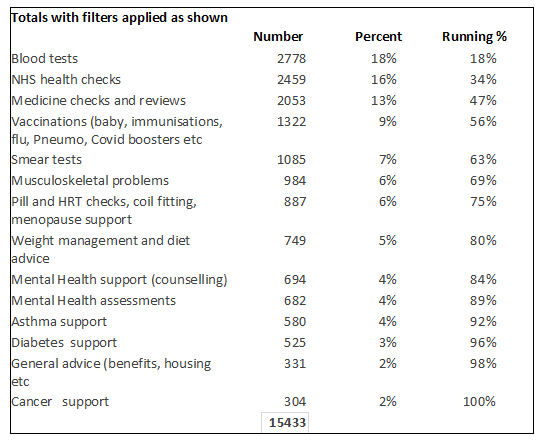 Totals with filters applied as shown
Number Percent Running %
Blood tests 2778 18% 18%
NHS health checks 2459 16% 34%
Medicine checks and reviews 2053 13% 47%
Vaccinations (baby, immunisations, 1322 9% 56%
flu, Pneumo, Covid boosters etc
Smear tests 1085 7% 63%
Musculoskeletal problems 984 6% 69%
Pill and HRT checks, coil fitting, 887 6% 75%
menopause support
Weight management and diet 749 5% 80%
advice
Mental Health support (counselling) 694 4% 84%
Mental Health assessments 682 4% 89%
Asthma support 580 4% 92%
Diabetes support 525 3% 96%
General advice (benefits, housing 331 2% 98%
etc
Cancer support 304 2% 100%
15433